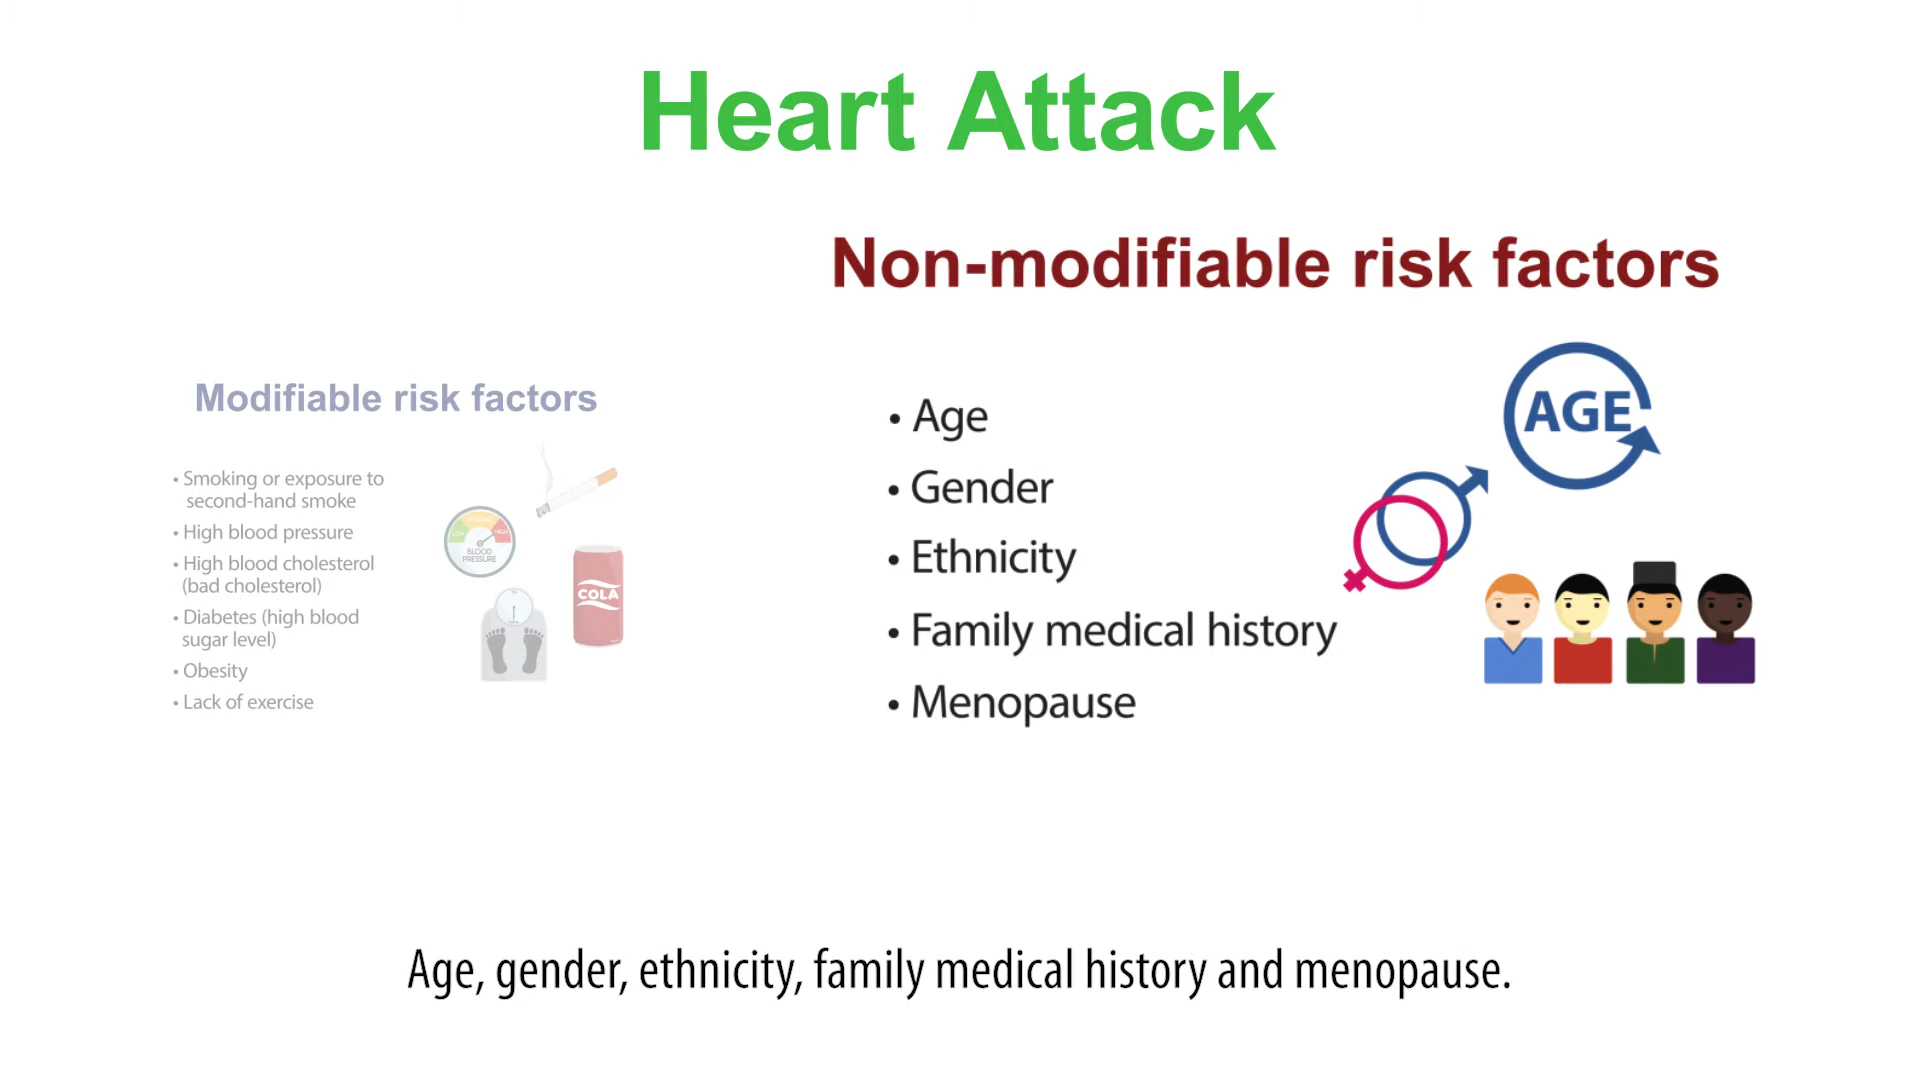 Heart Attack
Non-modifiable risk factors
Modifiable risk factors
• Smoking or exposure to
second-hand smoke
• High blood pressure
• High blood cholesterol
(bad cholesterol)
• Diabetes (high blood
sugar level)
• Obesity
• Lack of exercise
LOW
HIGH
BLOOD
PRESSURE
COLA
• Age
• Gender
• Ethnicity
• Family medical history
• Menopause
AGE
Age, gender, ethnicity, family medical history and menopause.